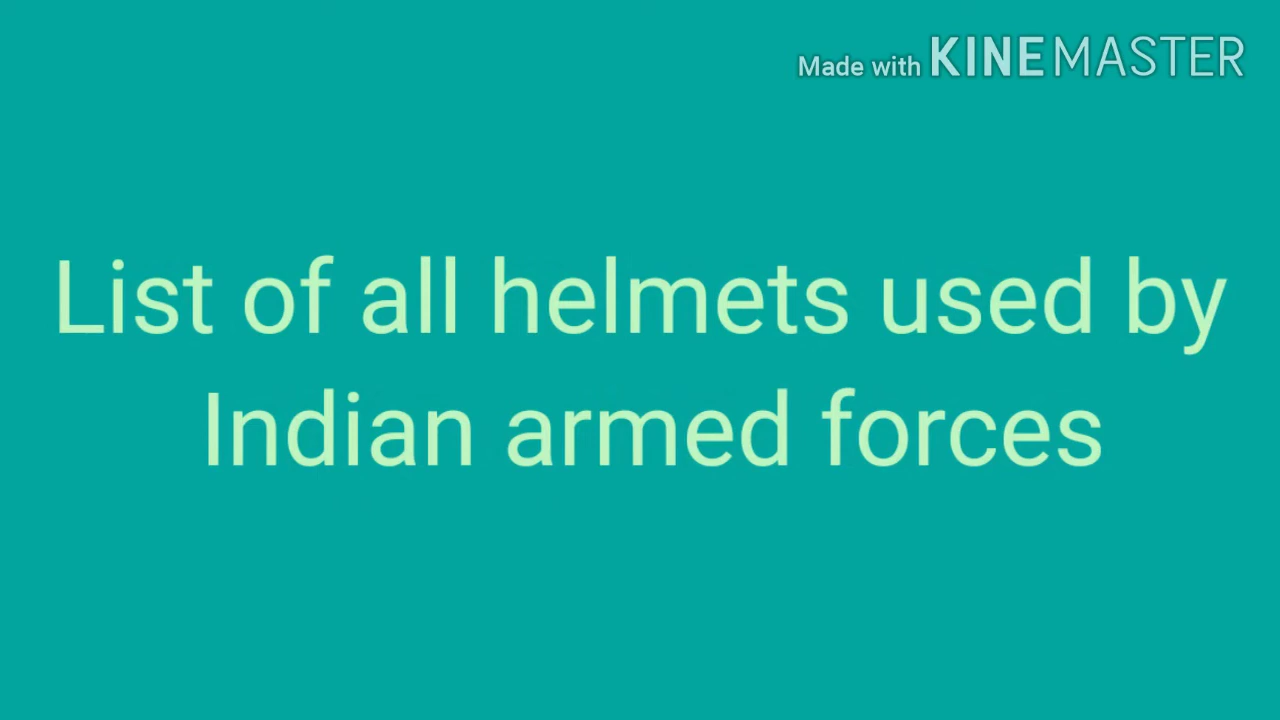 Made with KINEMASTER
List of all helmets used by
Indian armed forces